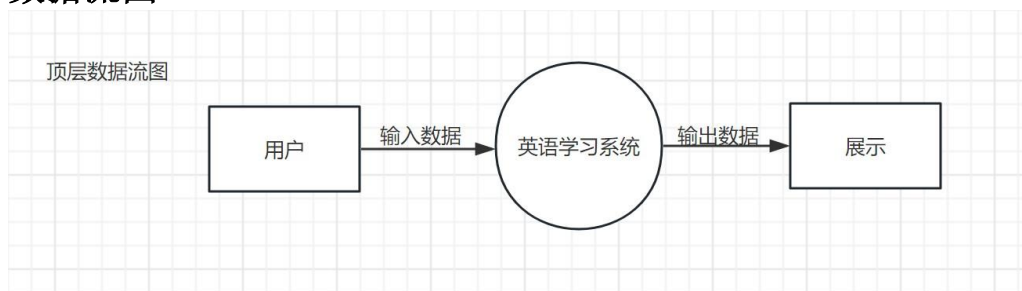 数据流图
顶层数据流图
用户
输入数据
英语学习系统
输出数据
展示